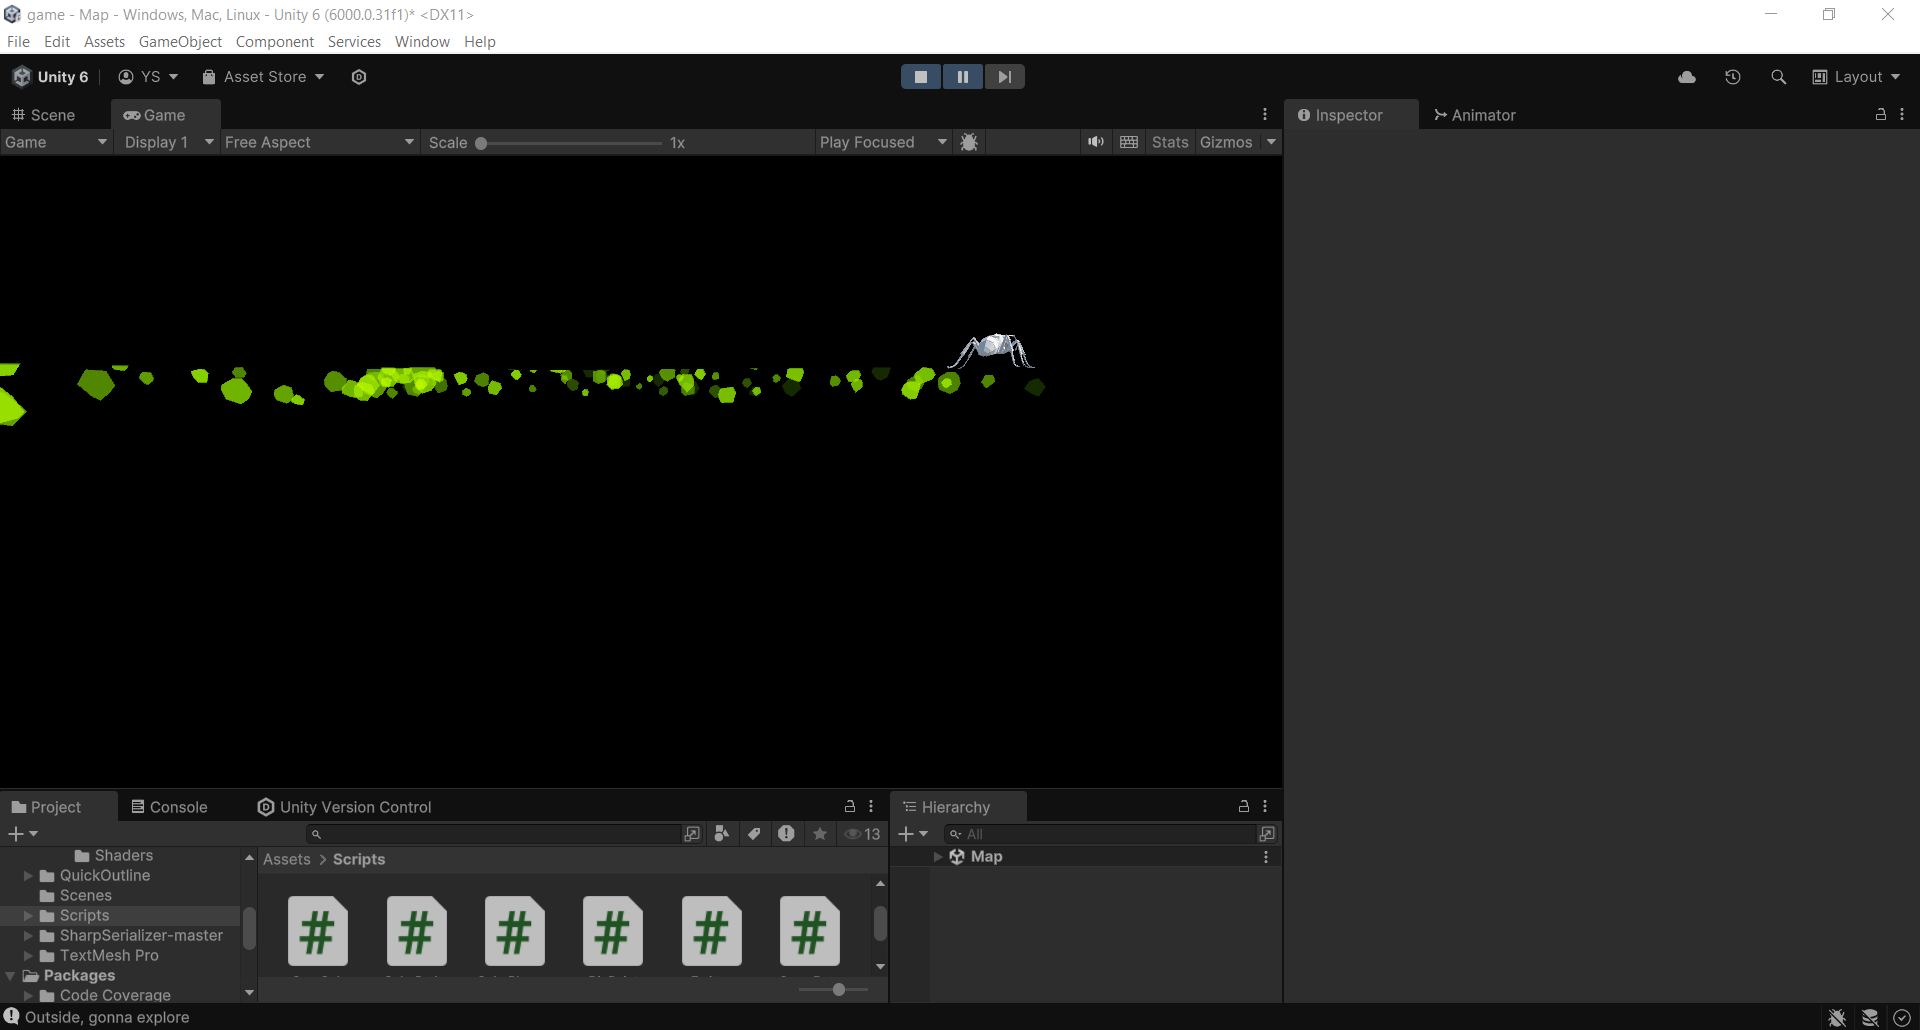 game - Map - Windows, Mac, Linux - Unity 6 (6000.0.31f1)* <DX11>
File Edit Assets GameObject Component Services Window Help
Unity 6 YS Asset Store Layout
Scene Game Inspector Animator
Game Display 1 Free Aspect Scale 1x Play Focused Stats Gizmos
Project Console Unity Version Control Hierarchy
13 All
Shaders Assets > Scripts Map
QuickOutline
Scenes
Scripts
SharpSerializer-master
TextMesh Pro
Packages
Code Coverage
Outside, gonna explore